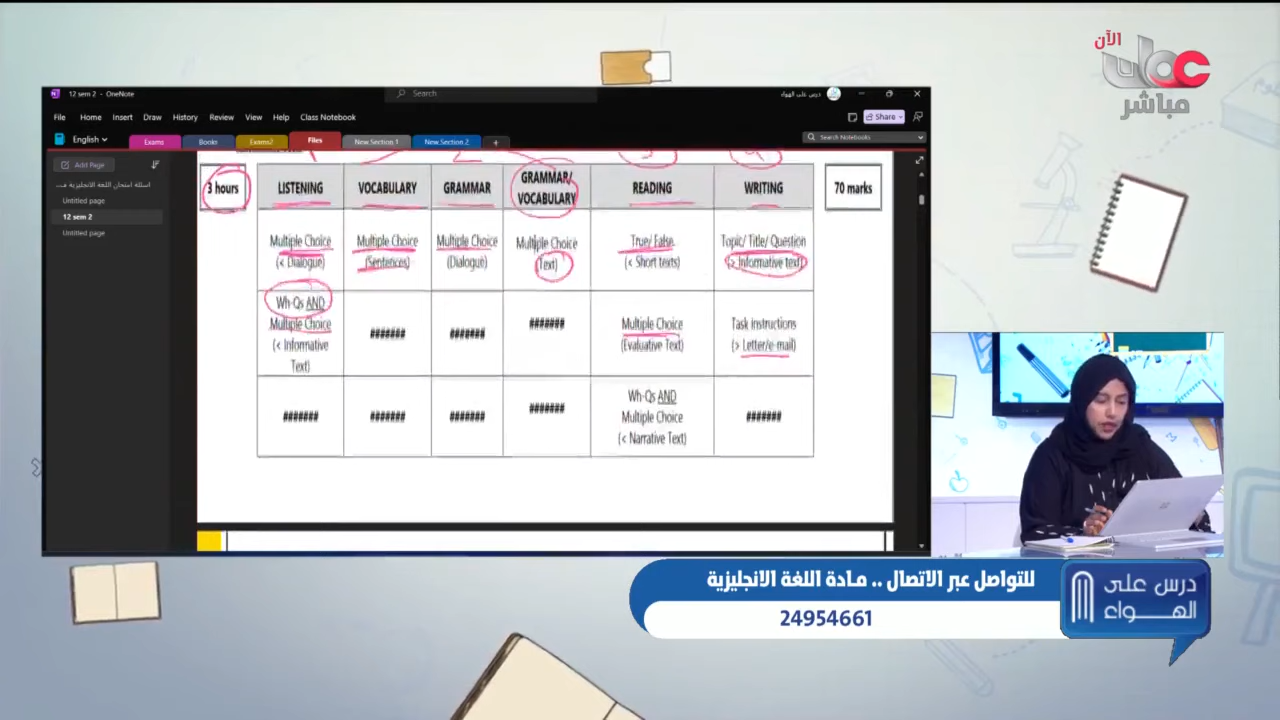 الآن
مباشر
12 sem 2 - OneNote
Search
درس على الهواء
File Home Insert Draw History Review View Help Class Notebook
Share
English
Exams Books Exams2 Files New Section 1 New Section 2 +
Search Notebooks
Add Page
اسئلة امتحان اللغة الانجليزية مـ...
Untitled page
12 sem 2
Untitled page
3 hours
LISTENING VOCABULARY GRAMMAR GRAMMAR/ VOCABULARY READING WRITING
70 marks
Multiple Choice Multiple Choice Multiple Choice Multiple Choice True/ False Topic/ Title/ Question
(< Dialogue) (Sentences) (Dialogue) (Text) (< Short texts) (> Informative text)
Wh-Qs AND
Multiple Choice ####### ####### ####### Multiple Choice Task instructions
(< Informative (Evaluative Text) (> Letter/e-mail)
Text)
Wh-Qs AND
####### ####### ####### ####### Multiple Choice #######
(< Narrative Text)
للتواصل عبر الاتصال .. مادة اللغة الانجليزية
24954661
درس على
الهـــواء